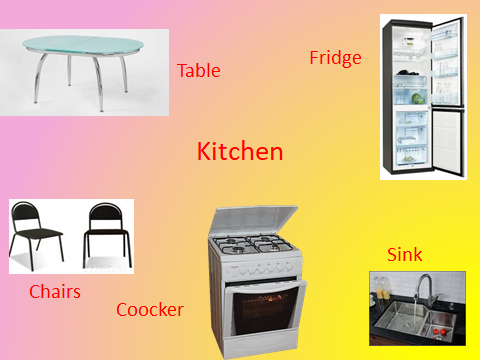 Fridge
Table
Kitchen
Sink
Chairs
Coocker